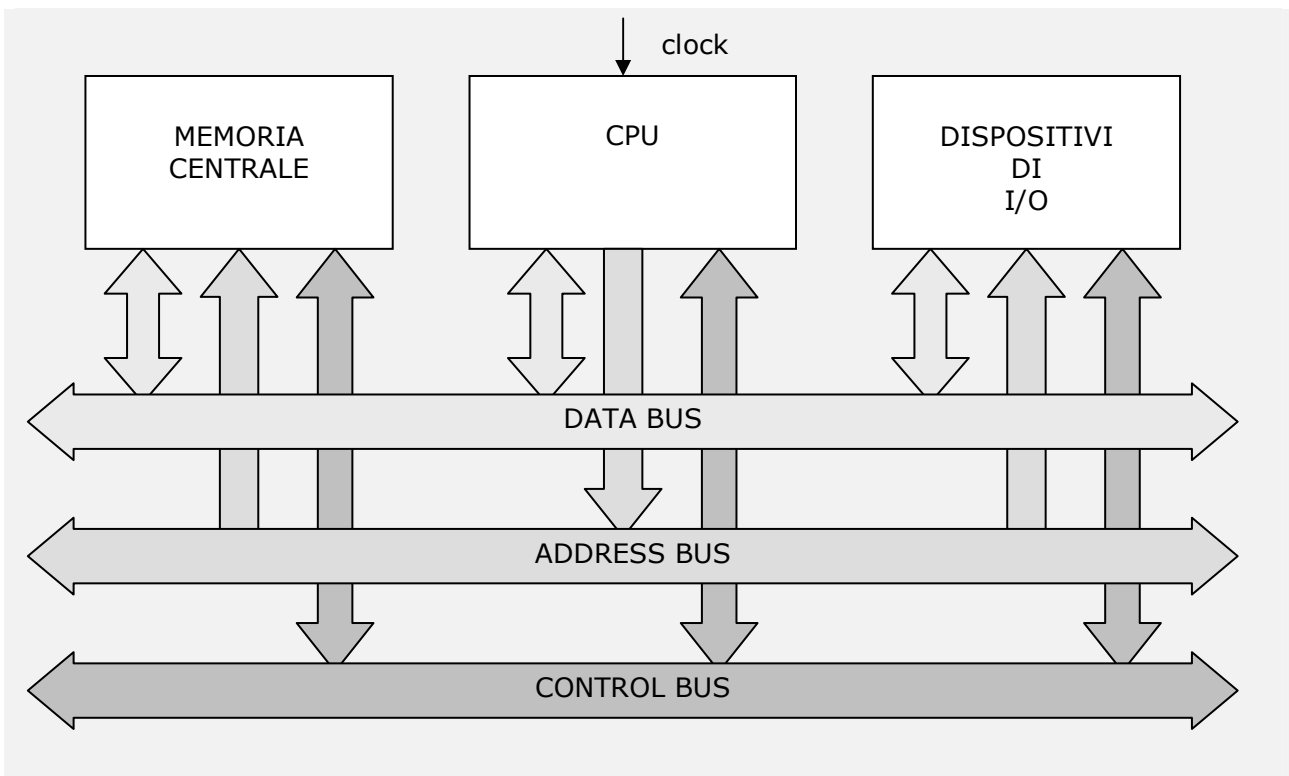 clock
MEMORIA
CENTRALE
CPU
DISPOSITIVI
DI
I/O
DATA BUS
ADDRESS BUS
CONTROL BUS